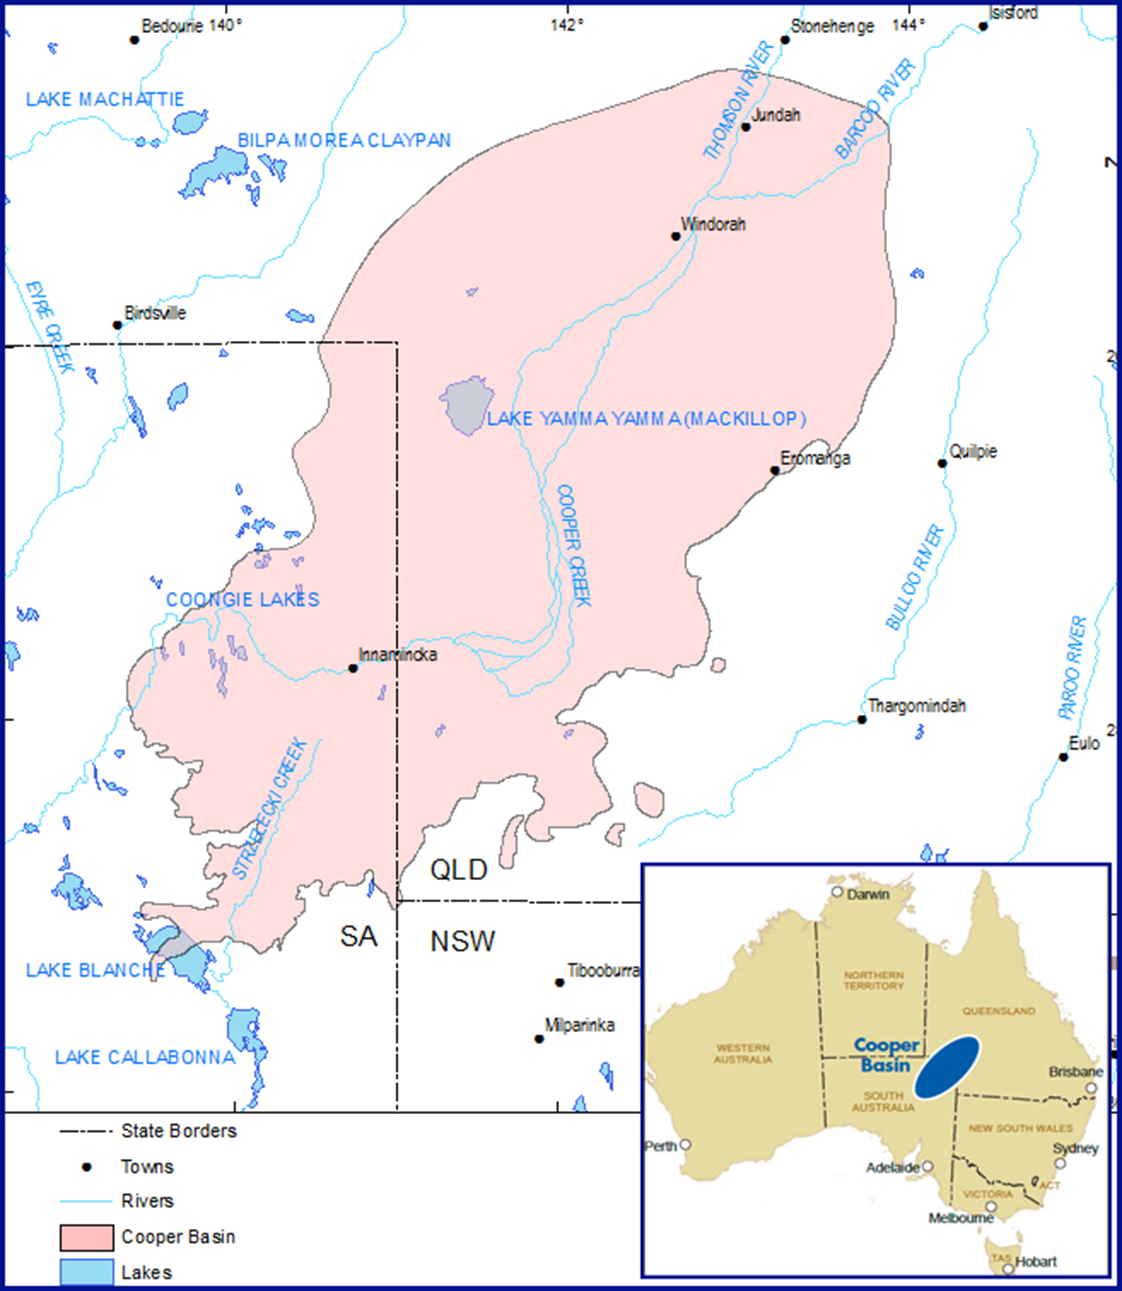 Bedourie
140°
142°
Stonehenge
144°
Isisford
LAKE MACHATTIE
THOMSON RIVER
BARCOO RIVER
Jundah
BILPA MOREA CLAYPAN
Windorah
EYRE CREEK
Birdsville
LAKE YAMMA YAMMA (MACKILLOP)
Eromanga
Quilpie
COOPER CREEK
BULLOO RIVER
COONGIE LAKES
Innamincka
PAROO RIVER
Thargomindah
Eulo
STRZELECKI CREEK
QLD
SA
NSW
LAKE BLANCHE
Tibooburra
Milparinka
LAKE CALLABONNA
State Borders
Towns
Rivers
Cooper Basin
Lakes
Darwin
NORTHERN
TERRITORY
QUEENSLAND
WESTERN
AUSTRALIA
Cooper
Basin
Brisbane
SOUTH
AUSTRALIA
NEW SOUTH WALES
Perth
Sydney
Adelaide
ACT
VICTORIA
Melbourne
TAS
Hobart